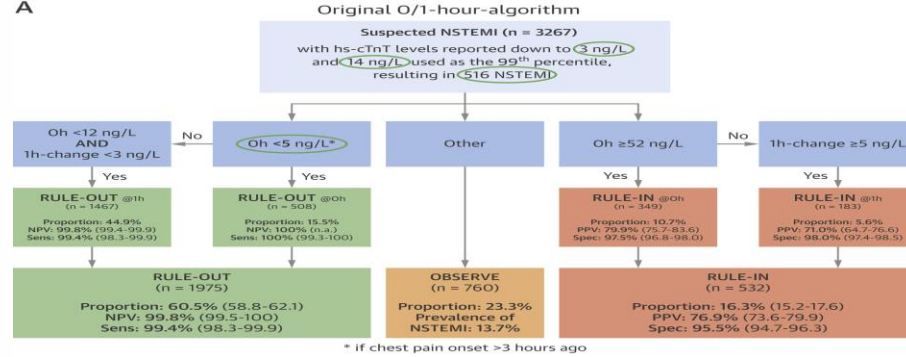 A
Original 0/1-hour-algorithm
Suspected NSTEMI (n = 3267)
with hs-cTnT levels reported down to 3 ng/L
and 14 ng/L used as the 99th percentile,
resulting in 516 NSTEMI
0h <12 ng/L
AND
1h-change <3 ng/L
No
0h <5 ng/L*
Other
0h ≥52 ng/L
No
1h-change ≥5 ng/L
Yes
Yes
Yes
Yes
RULE-OUT @1h
(n = 1467)
Proportion: 44.9%
NPV: 99.8% (99.4-99.9)
Sens: 99.4% (98.3-99.9)
RULE-OUT @0h
(n = 508)
Proportion: 15.5%
NPV: 100% (n.a.)
Sens: 100% (99.3-100)
RULE-IN @0h
(n = 349)
Proportion: 10.7%
PPV: 79.9% (75.7-83.6)
Spec: 97.5% (96.8-98.0)
RULE-IN @1h
(n = 183)
Proportion: 5.6%
PPV: 71.0% (64.7-76.6)
Spec: 98.0% (97.4-98.5)
RULE-OUT
(n = 1975)
Proportion: 60.5% (58.8-62.1)
NPV: 99.8% (99.5-100)
Sens: 99.4% (98.3-99.9)
OBSERVE
(n = 760)
Proportion: 23.3%
Prevalence of
NSTEMI: 13.7%
RULE-IN
(n = 532)
Proportion: 16.3% (15.2-17.6)
PPV: 76.9% (73.6-79.9)
Spec: 95.5% (94.7-96.3)
* if chest pain onset >3 hours ago